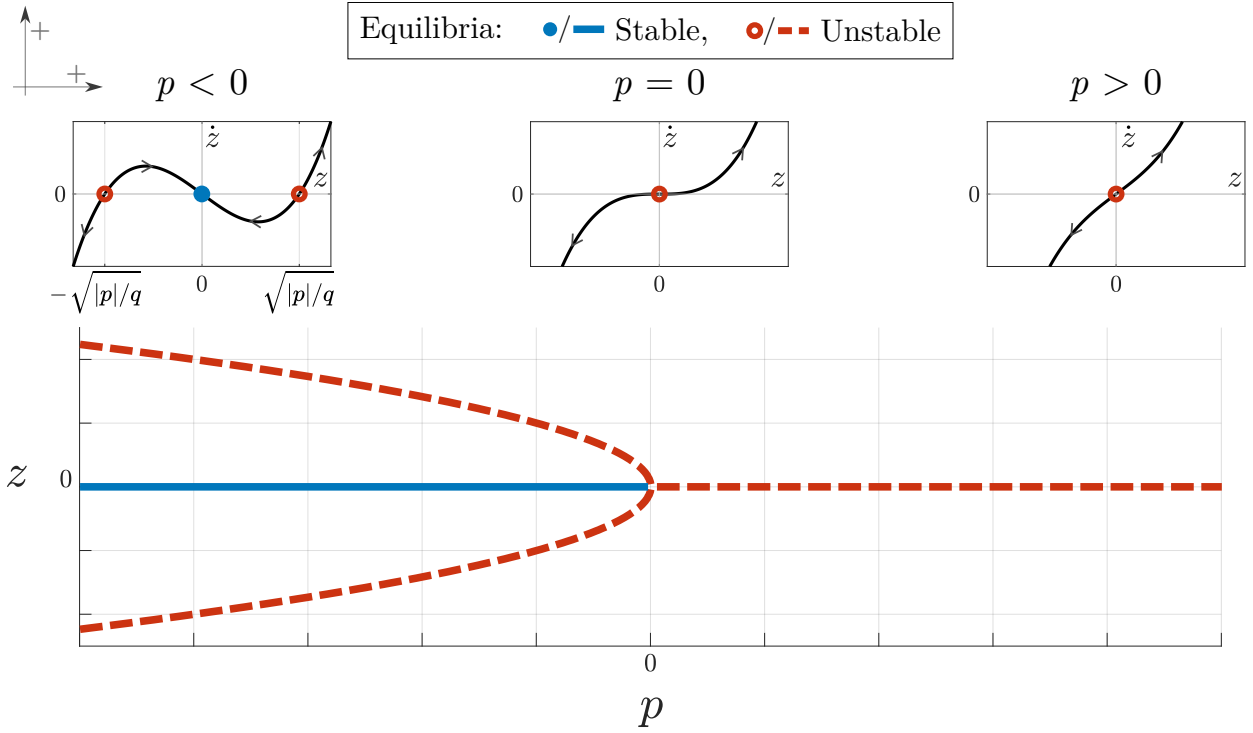 Equilibria: ●/━ Stable, ○/-- Unstable
+
+
p < 0
p = 0
p > 0
ż
z
0
−√|p|/q
0
√|p|/q
ż
z
0
0
ż
z
0
0
z
0
0
p